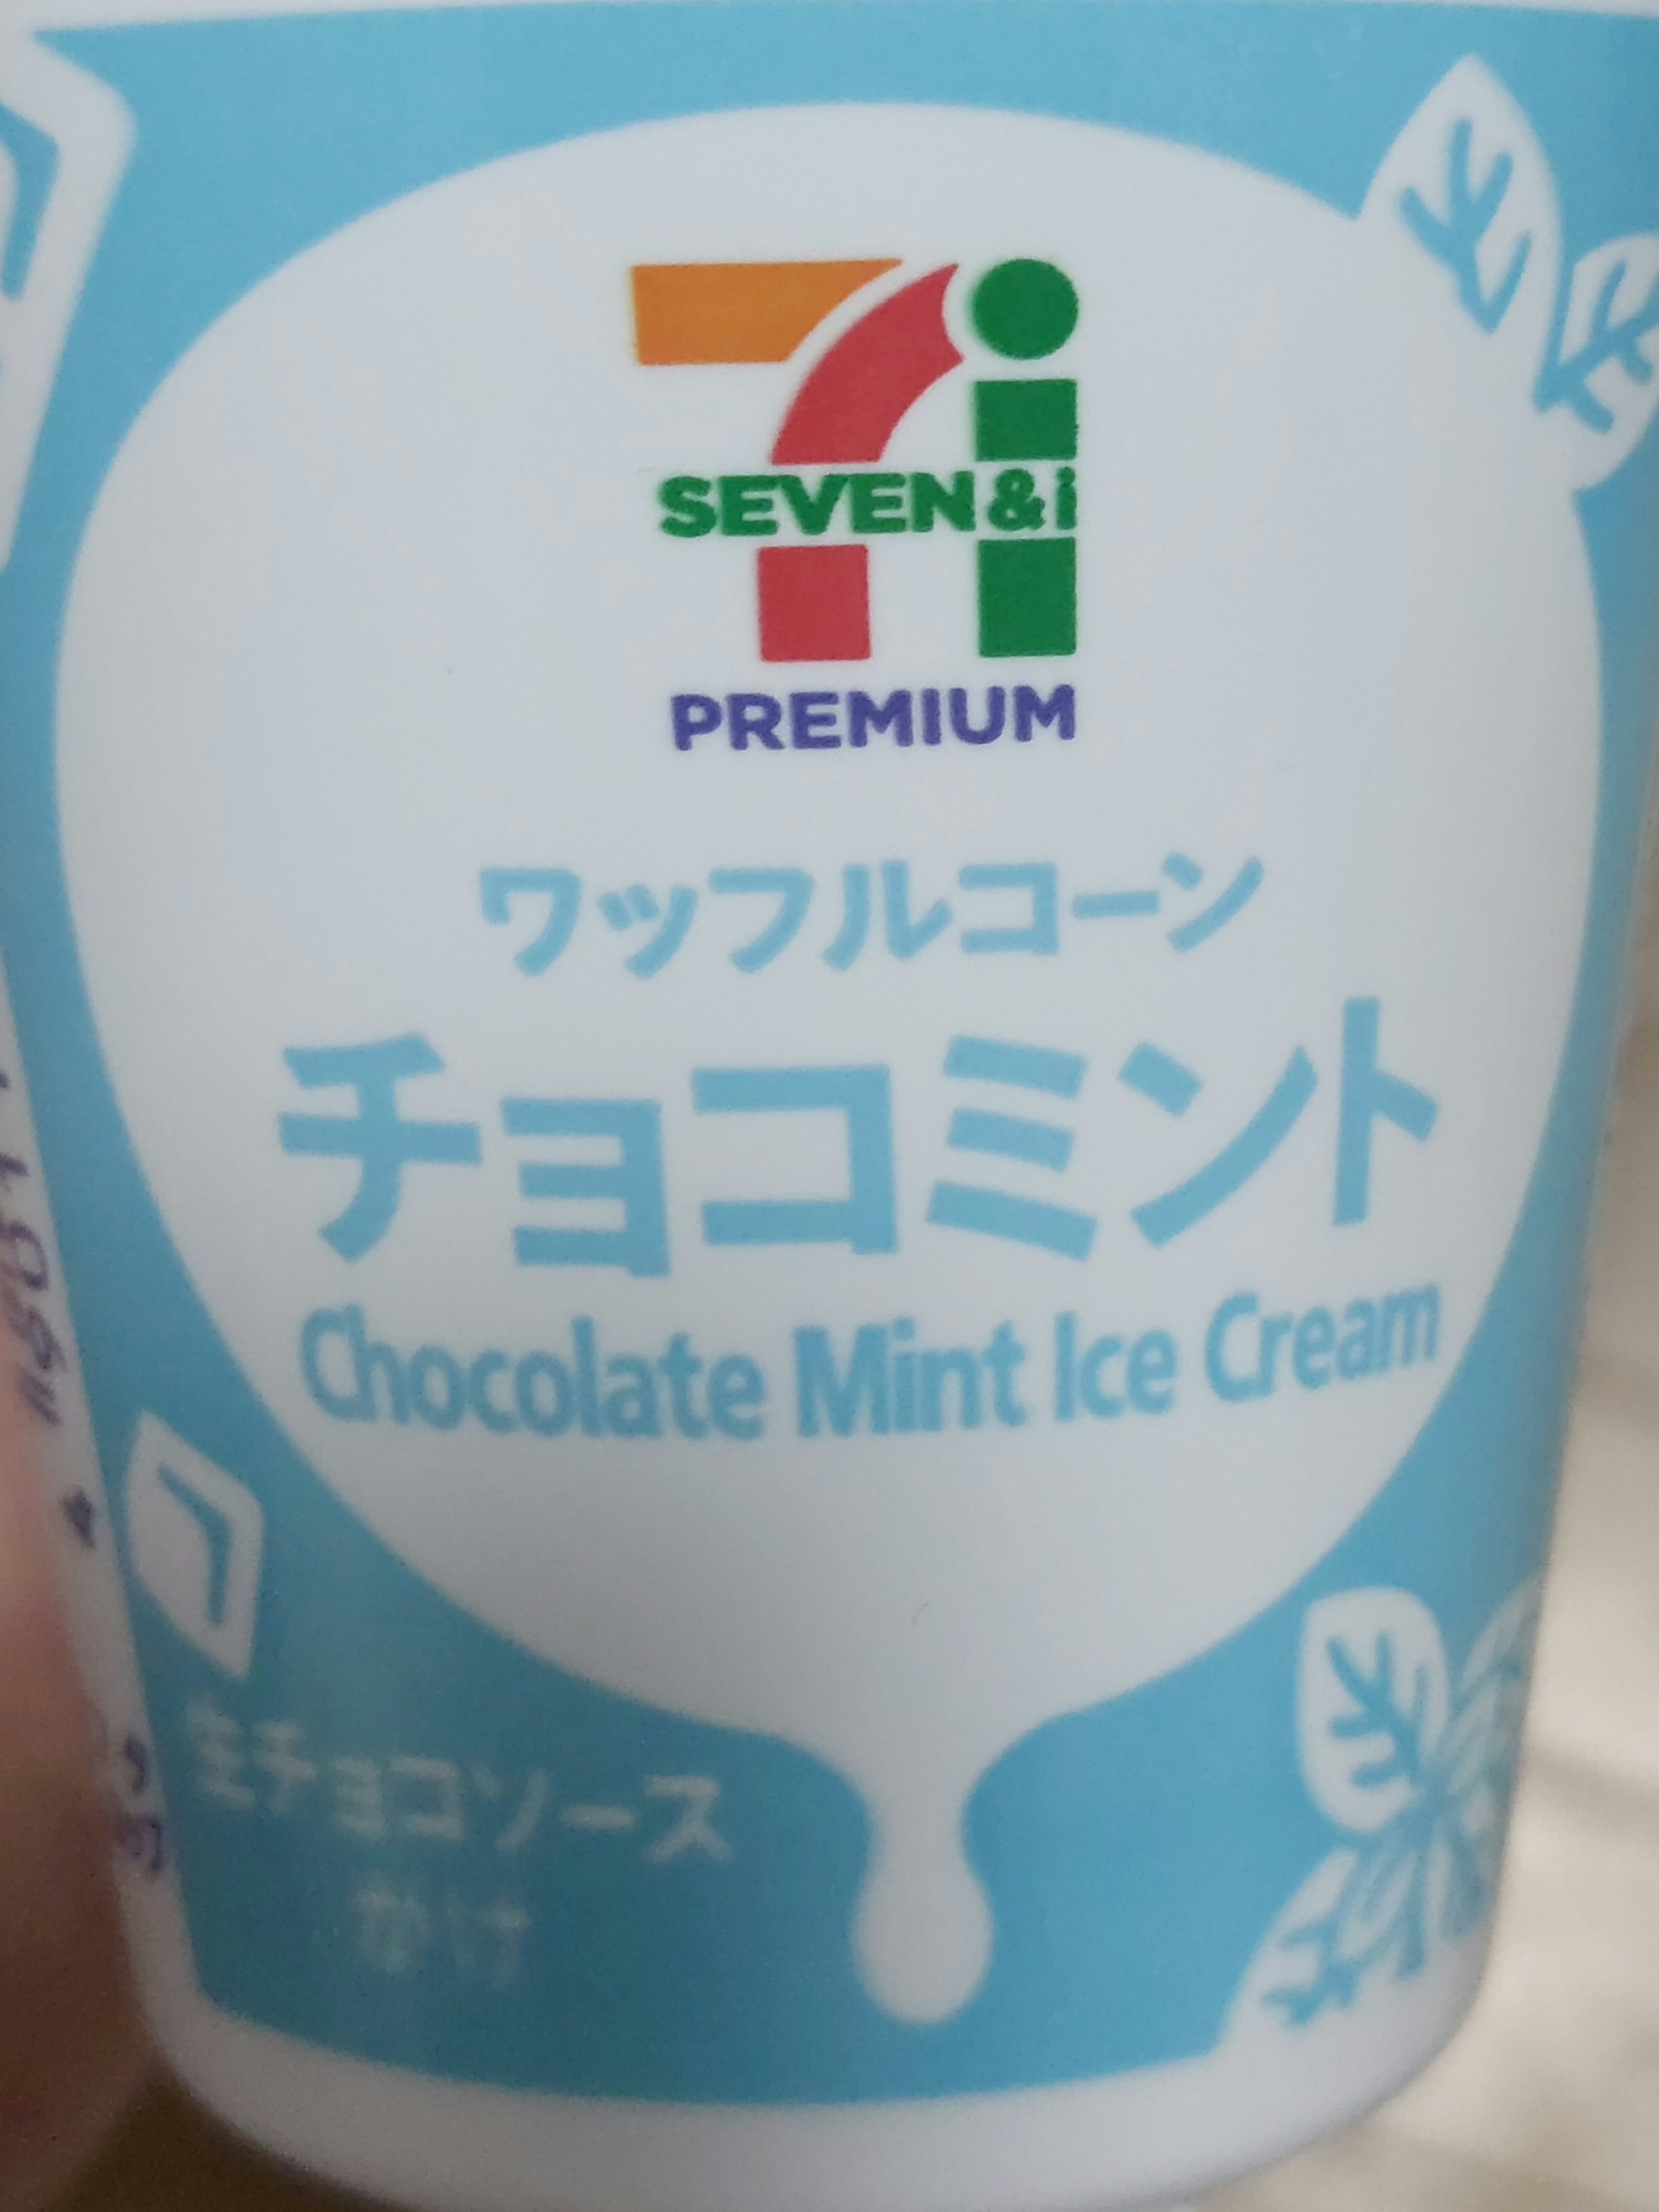 SEVEN&i
PREMIUM
ワッフルコーン
チョコミント
Chocolate Mint Ice Cream
生チョコソース
がけ